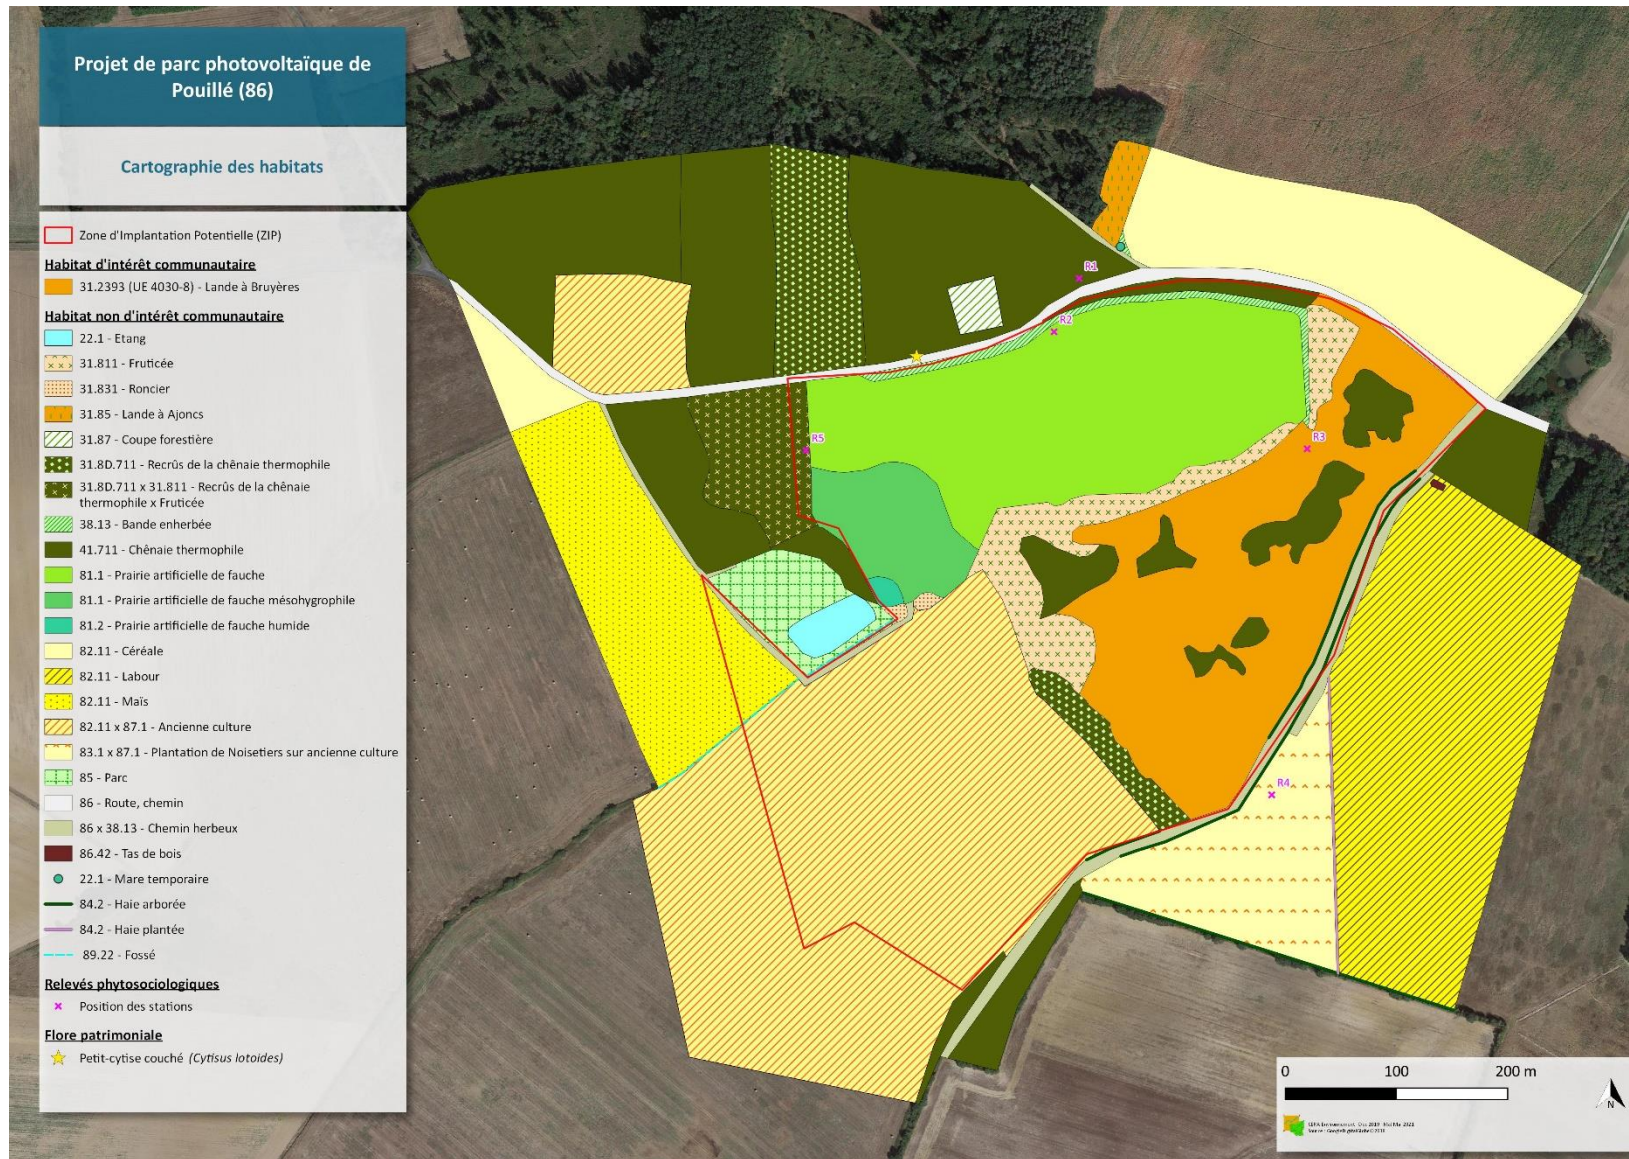 Projet de parc photovoltaïque de
Pouillé (86)
Cartographie des habitats
Zone d'Implantation Potentielle (ZIP)
Habitat d'intérêt communautaire
31.2393 (UE 4030-8) - Lande à Bruyères
Habitat non d'intérêt communautaire
22.1 - Etang
31.811 - Fruticée
31.831 - Roncier
31.85 - Lande à Ajoncs
31.87 - Coupe forestière
31.8D.711 - Recrûs de la chênaie thermophile
31.8D.711 x 31.811 - Recrûs de la chênaie
thermophile x Fruticée
38.13 - Bande enherbée
41.711 - Chênaie thermophile
81.1 - Prairie artificielle de fauche
81.1 - Prairie artificielle de fauche mésohygrophile
81.2 - Prairie artificielle de fauche humide
82.11 - Céréale
82.11 - Labour
82.11 - Maïs
82.11 x 87.1 - Ancienne culture
83.1 x 87.1 - Plantation de Noisetiers sur ancienne culture
85 - Parc
86 - Route, chemin
86 x 38.13 - Chemin herbeux
86.42 - Tas de bois
22.1 - Mare temporaire
84.2 - Haie arborée
84.2 - Haie plantée
89.22 - Fossé
Relevés phytosociologiques
Position des stations
Flore patrimoniale
Petit-cytise couché (Cytisus lotoides)
R1
R2
R3
R5
R4
0 100 200 m
N